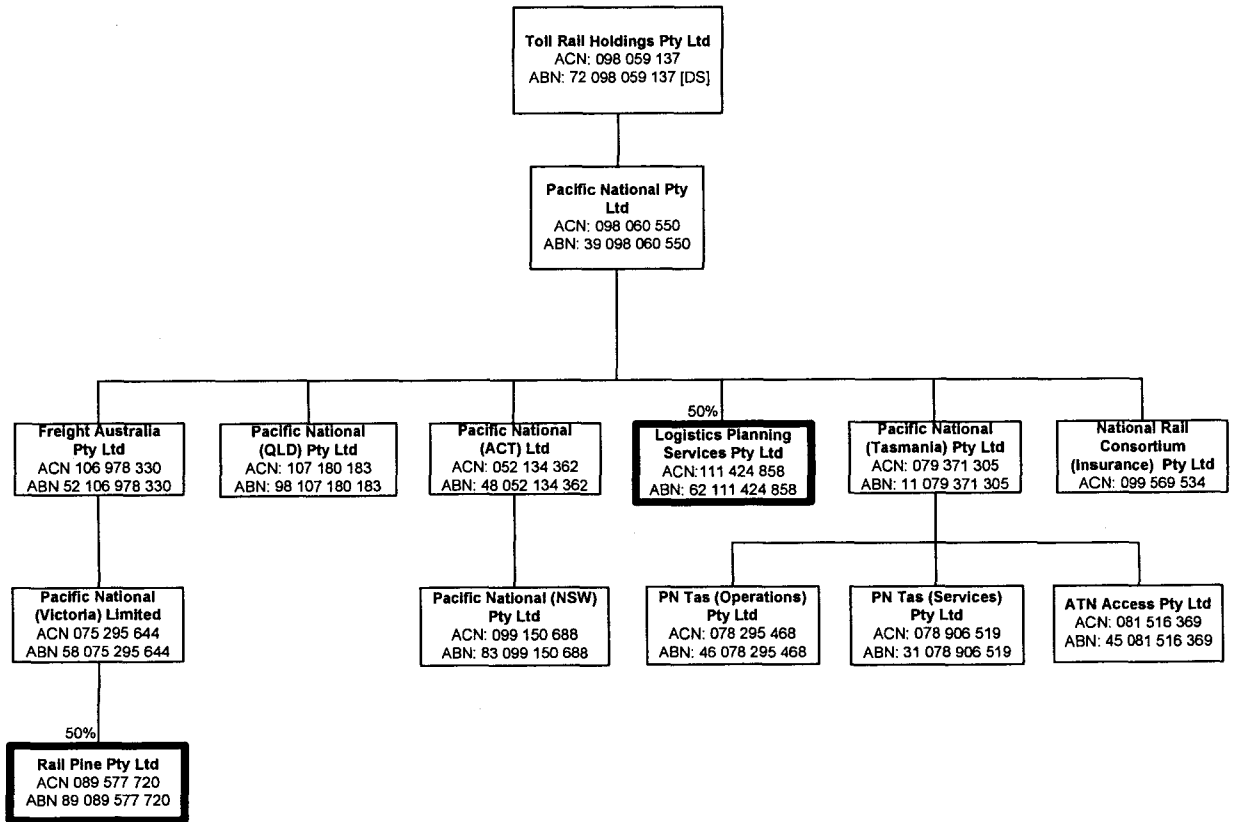 Toll Rail Holdings Pty Ltd
ACN: 098 059 137
ABN: 72 098 059 137 [DS]
Pacific National Pty
Ltd
ACN: 098 060 550
ABN: 39 098 060 550
Freight Australia
Pty Ltd
ACN 106 978 330
ABN 52 106 978 330
Pacific National
(QLD) Pty Ltd
ACN: 107 180 183
ABN: 98 107 180 183
Pacific National
(ACT) Ltd
ACN: 052 134 362
ABN: 48 052 134 362
50%
Logistics Planning
Services Pty Ltd
ACN:111 424 858
ABN: 62 111 424 858
Pacific National
(Tasmania) Pty Ltd
ACN: 079 371 305
ABN: 11 079 371 305
National Rail
Consortium
(Insurance) Pty Ltd
ACN: 099 569 534
Pacific National
(Victoria) Limited
ACN 075 295 644
ABN 58 075 295 644
Pacific National (NSW)
Pty Ltd
ACN: 099 150 688
ABN: 83 099 150 688
PN Tas (Operations)
Pty Ltd
ACN: 078 295 468
ABN: 46 078 295 468
PN Tas (Services)
Pty Ltd
ACN: 078 906 519
ABN: 31 078 906 519
ATN Access Pty Ltd
ACN: 081 516 369
ABN: 45 081 516 369
50%
Rail Pine Pty Ltd
ACN 089 577 720
ABN 89 089 577 720